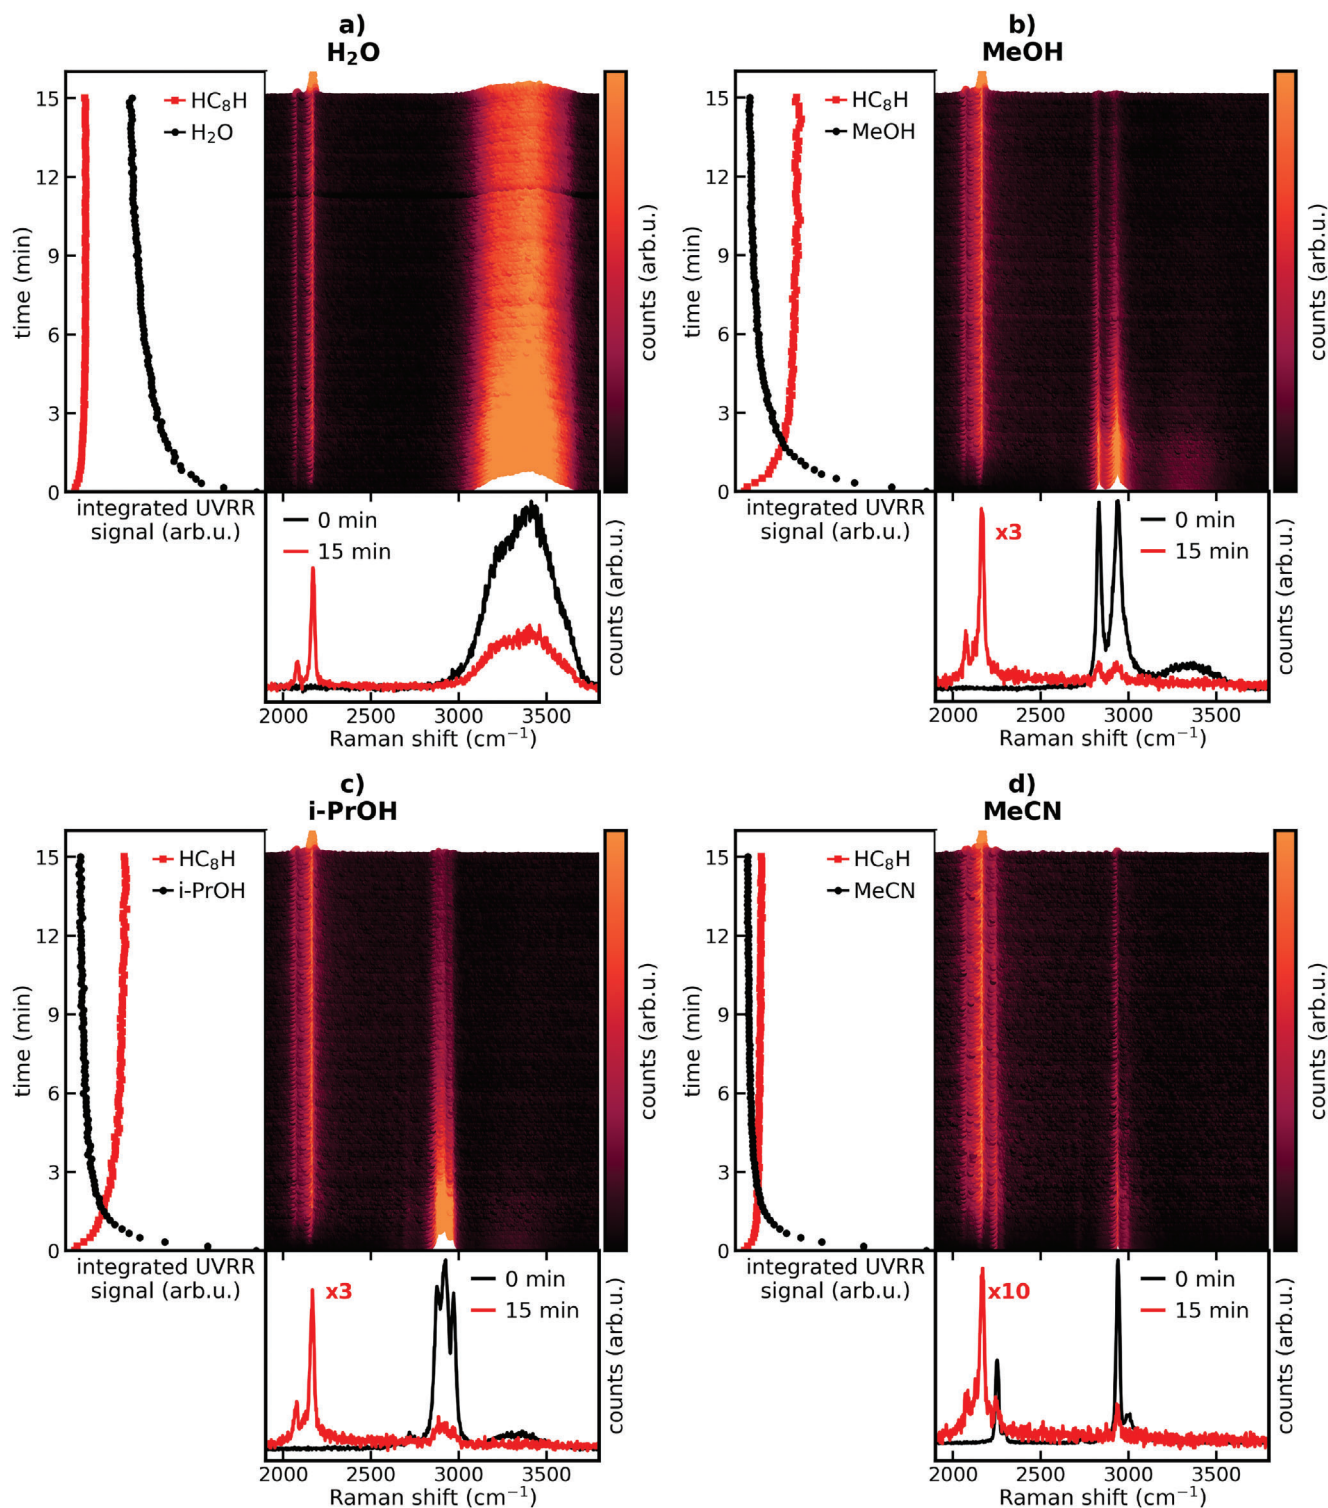 a)
H₂O
HC₈H
H₂O
15
12
9
6
3
0
time (min)
counts (arb.u.)
integrated UVRR
signal (arb.u.)
0 min
15 min
counts (arb.u.)
2000 2500 3000 3500
Raman shift (cm⁻¹)
b)
MeOH
HC₈H
MeOH
15
12
9
6
3
0
time (min)
counts (arb.u.)
integrated UVRR
signal (arb.u.)
x3
0 min
15 min
counts (arb.u.)
2000 2500 3000 3500
Raman shift (cm⁻¹)
c)
i-PrOH
HC₈H
i-PrOH
15
12
9
6
3
0
time (min)
counts (arb.u.)
integrated UVRR
signal (arb.u.)
x3
0 min
15 min
counts (arb.u.)
2000 2500 3000 3500
Raman shift (cm⁻¹)
d)
MeCN
HC₈H
MeCN
15
12
9
6
3
0
time (min)
counts (arb.u.)
integrated UVRR
signal (arb.u.)
x10
0 min
15 min
counts (arb.u.)
2000 2500 3000 3500
Raman shift (cm⁻¹)